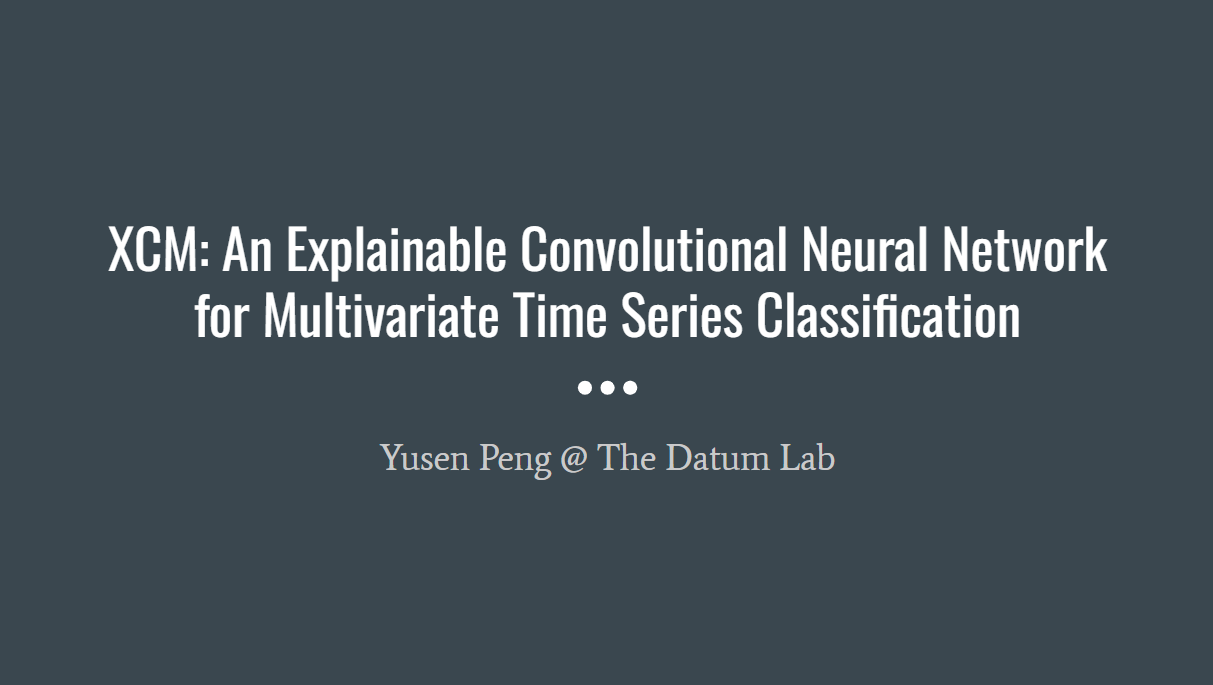 XCM: An Explainable Convolutional Neural Network
for Multivariate Time Series Classification
Yusen Peng @ The Datum Lab